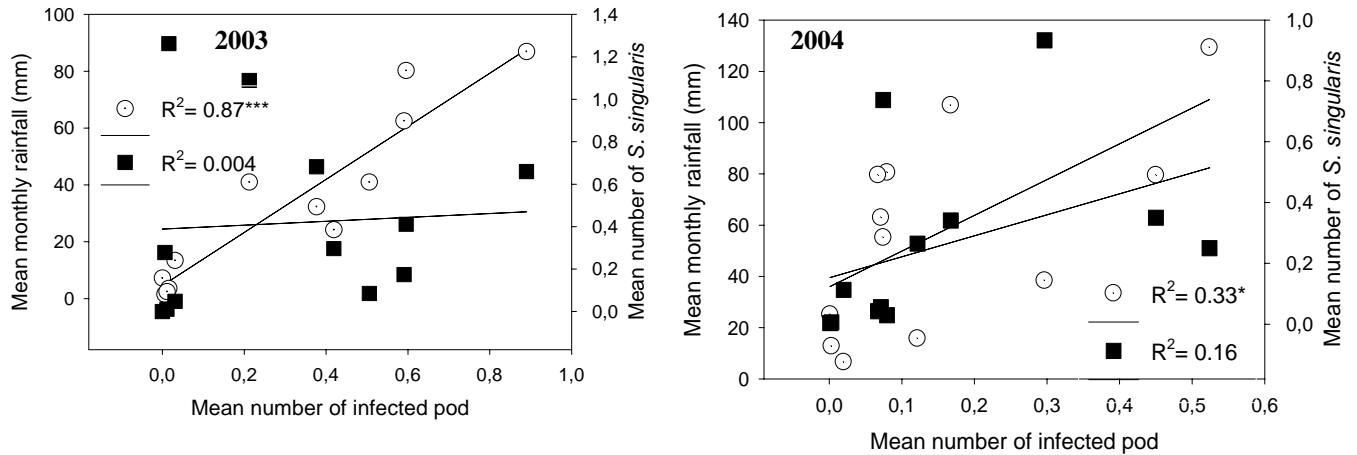 2003
R²= 0.87***
R²= 0.004
Mean monthly rainfall (mm)
100
80
60
40
20
0
1,4
1,2
1,0
0,8
0,6
0,4
0,2
0,0
Mean number of S. singularis
0,0 0,2 0,4 0,6 0,8 1,0
Mean number of infected pod
2004
R²= 0.33*
R²= 0.16
Mean monthly rainfall (mm)
140
120
100
80
60
40
20
0
1,0
0,8
0,6
0,4
0,2
0,0
Mean number of S. singularis
0,0 0,1 0,2 0,3 0,4 0,5 0,6
Mean number of infected pod